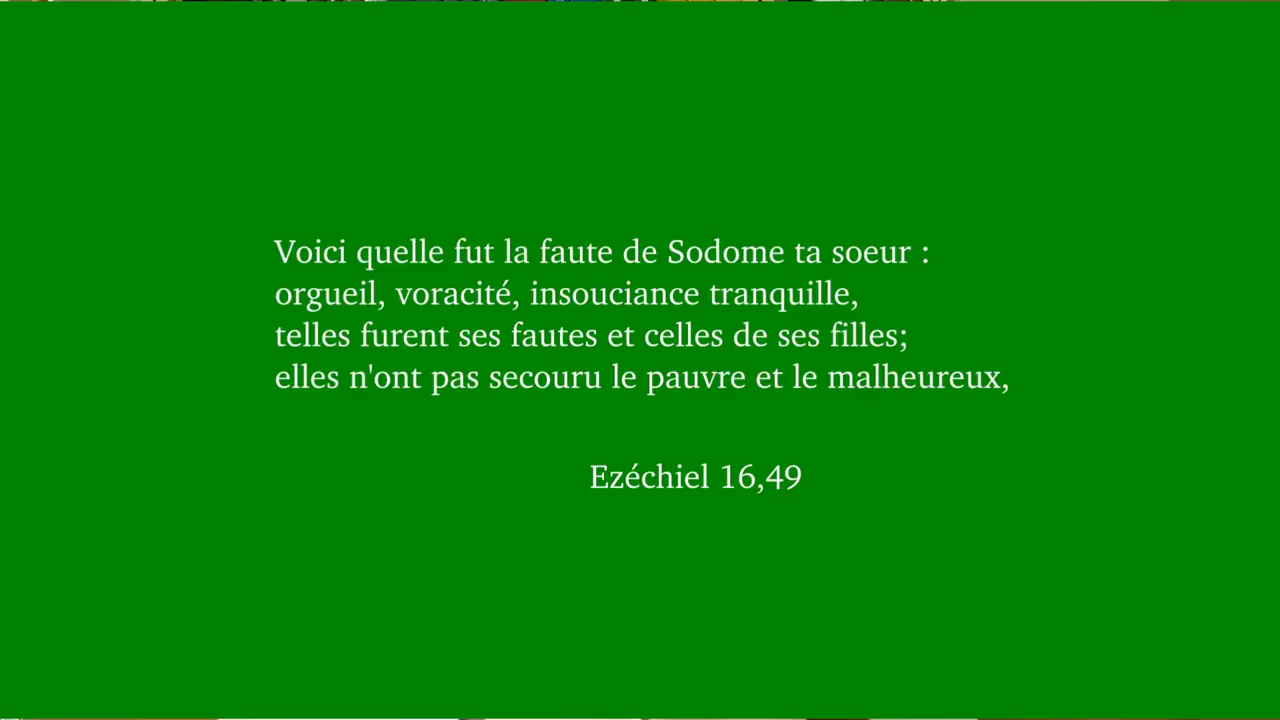 Voici quelle fut la faute de Sodome ta soeur :
orgueil, voracité, insouciance tranquille,
telles furent ses fautes et celles de ses filles;
elles n'ont pas secouru le pauvre et le malheureux,
Ezéchiel 16,49